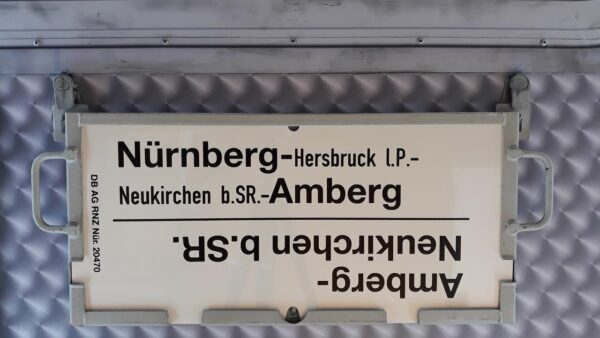 Nürnberg-Hersbruck l.P.-
Neukirchen b.SR.-Amberg
Amberg-
Neukirchen b.SR.
DB AG RNZ Nür. 20470